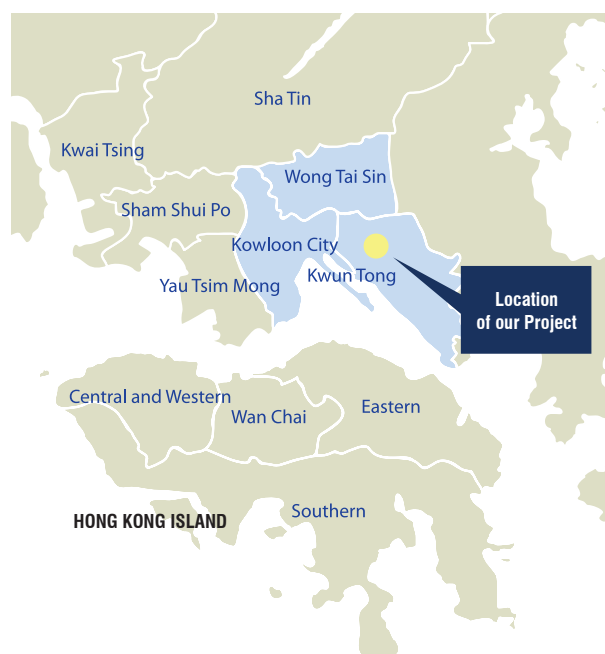 Sha Tin
Kwai Tsing
Wong Tai Sin
Sham Shui Po
Kowloon City
Kwun Tong
Yau Tsim Mong
Location
of our Project
Central and Western
Wan Chai
Eastern
Southern
HONG KONG ISLAND